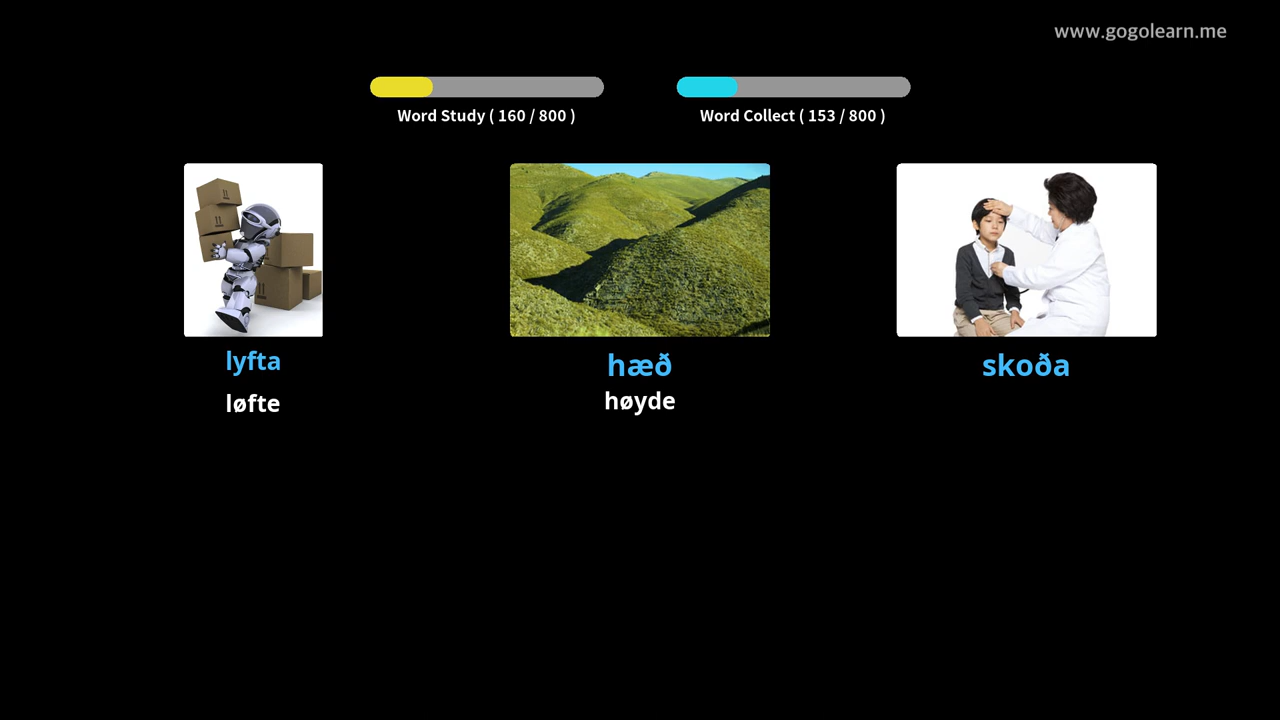 www.gogolearn.me
Word Study ( 160 / 800 )
Word Collect ( 153 / 800 )
lyfta
løfte
hæð
høyde
skoða